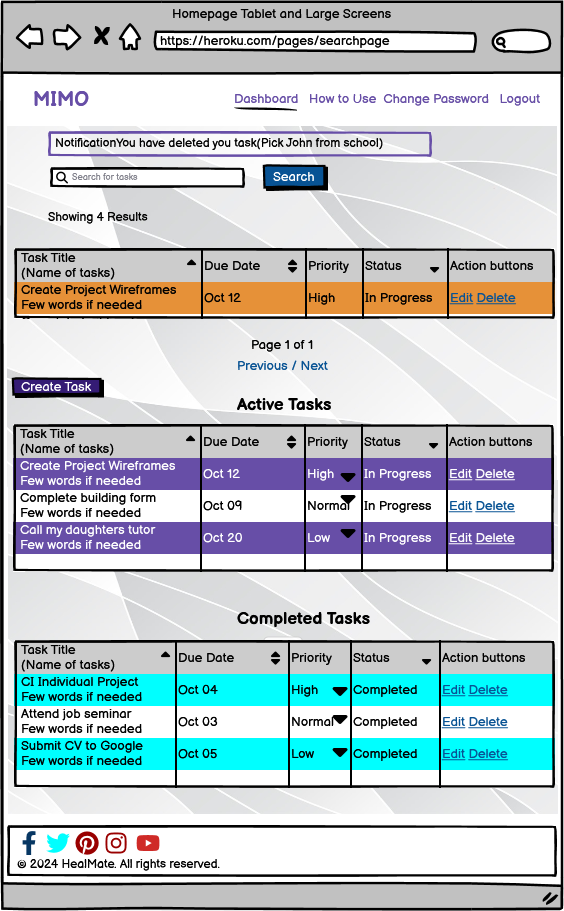 Homepage Tablet and Large Screens
https://heroku.com/pages/searchpage
MIMO
Dashboard How to Use Change Password Logout
NotificationYou have deleted you task(Pick John from school)
Search for tasks Search
Showing 4 Results
Task Title
(Name of tasks) Due Date Priority Status Action buttons
Create Project Wireframes
Few words if needed Oct 12 High In Progress Edit Delete
Page 1 of 1
Previous / Next
Create Task
Active Tasks
Task Title
(Name of tasks) Due Date Priority Status Action buttons
Create Project Wireframes
Few words if needed Oct 12 High In Progress Edit Delete
Complete building form
Few words if needed Oct 09 Normal In Progress Edit Delete
Call my daughters tutor
Few words if needed Oct 20 Low In Progress Edit Delete
Completed Tasks
Task Title
(Name of tasks) Due Date Priority Status Action buttons
CI Individual Project
Few words if needed Oct 04 High Completed Edit Delete
Attend job seminar
Few words if needed Oct 03 Normal Completed Edit Delete
Submit CV to Google
Few words if needed Oct 05 Low Completed Edit Delete
© 2024 HealMate. All rights reserved.